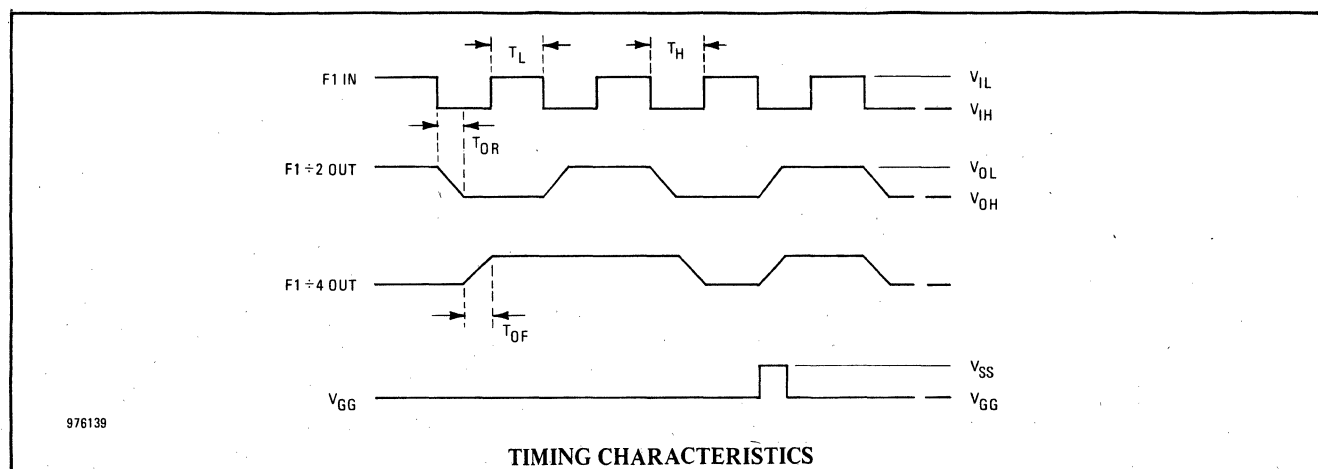 T_L T_H
F1 IN V_IL
V_IH
T_OR
F1 ÷ 2 OUT V_OL
V_OH
F1 ÷ 4 OUT
T_OF
V_SS
V_GG V_GG
976139
TIMING CHARACTERISTICS